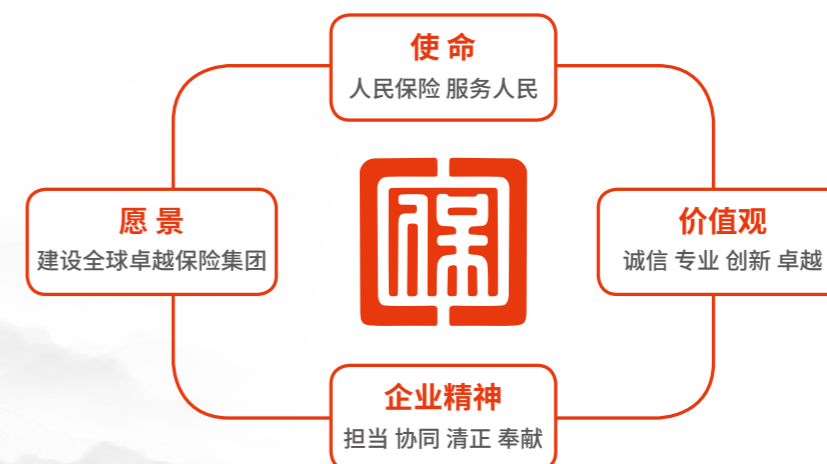 使命
人民保险 服务人民
愿景
建设全球卓越保险集团
保
价值观
诚信 专业 创新 卓越
企业精神
担当 协同 清正 奉献